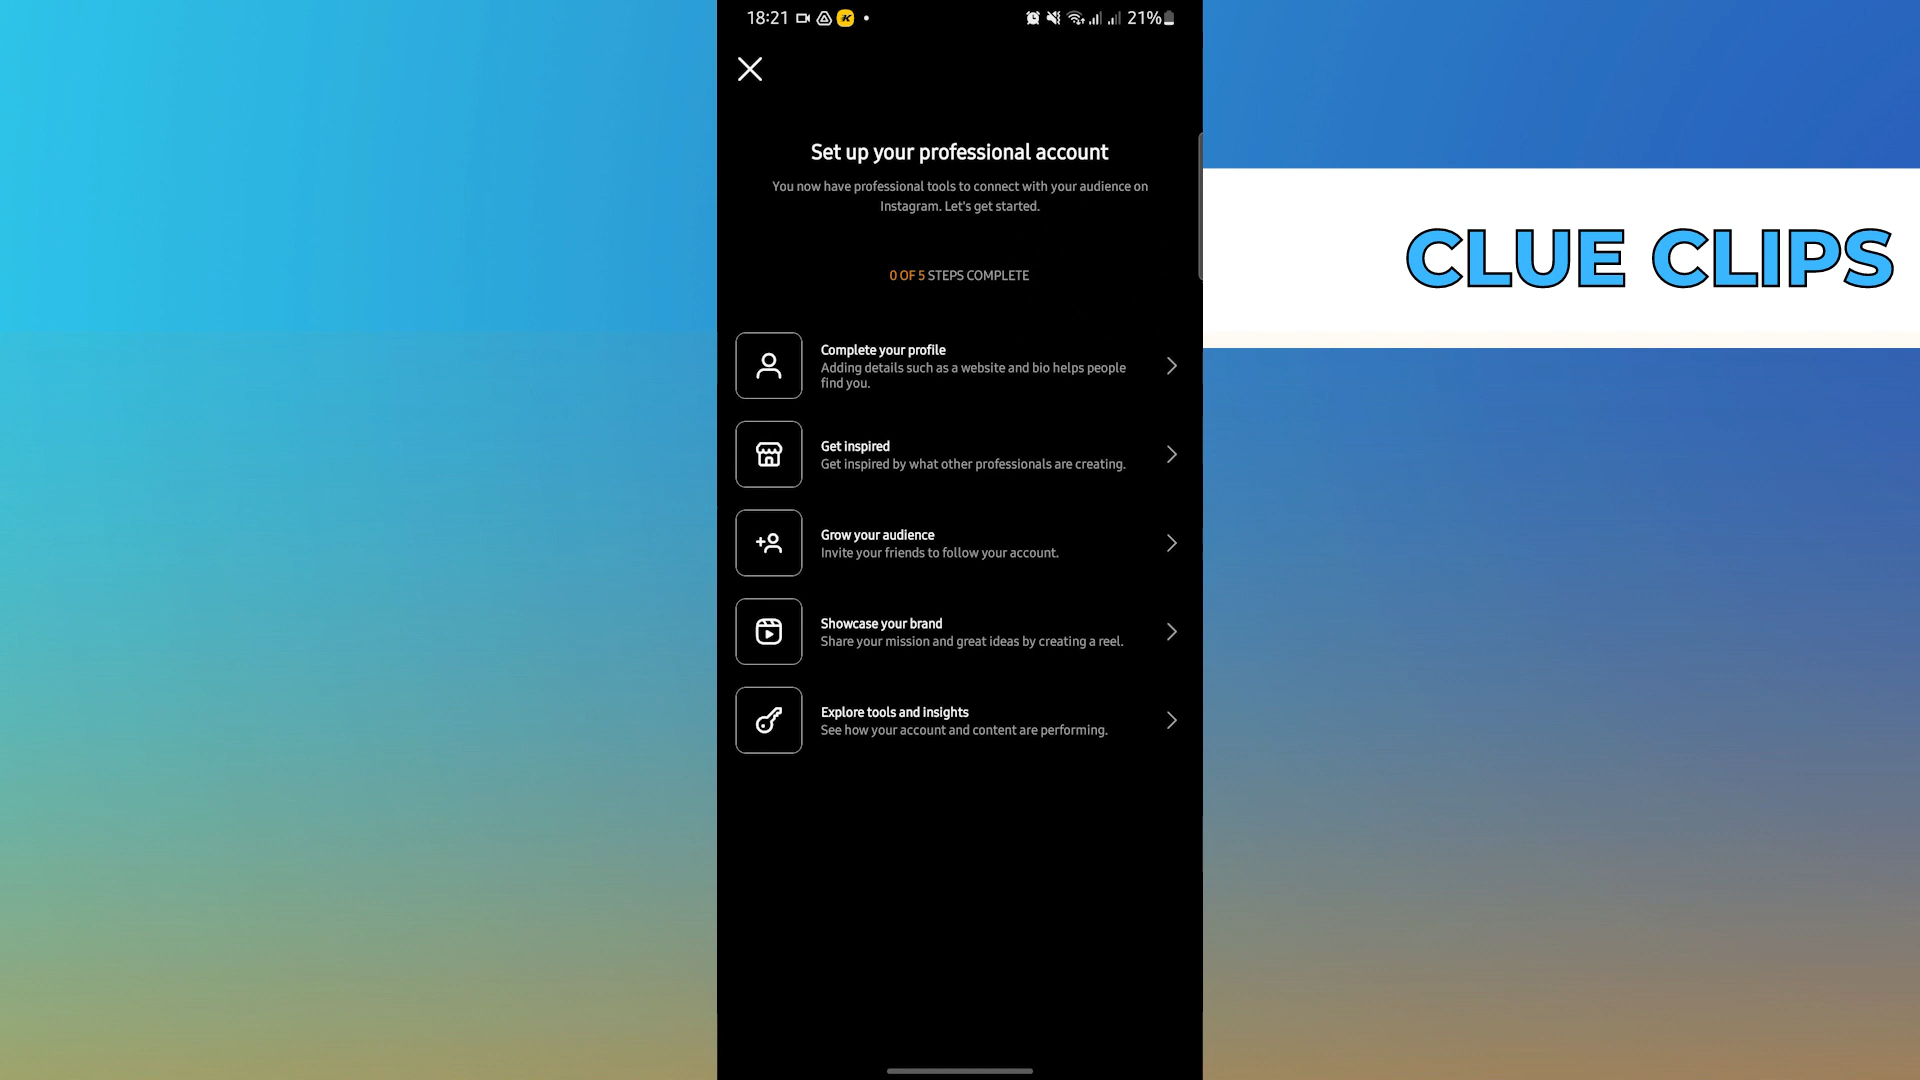 18:21
21%
Set up your professional account
You now have professional tools to connect with your audience on
Instagram. Let's get started.
0 OF 5 STEPS COMPLETE
CLUE CLIPS
Complete your profile
Adding details such as a website and bio helps people
find you.
Get inspired
Get inspired by what other professionals are creating.
Grow your audience
Invite your friends to follow your account.
Showcase your brand
Share your mission and great ideas by creating a reel.
Explore tools and insights
See how your account and content are performing.